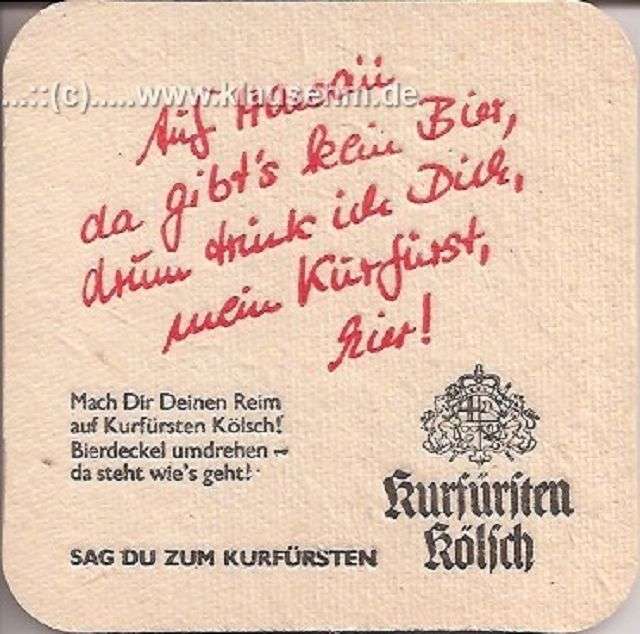 ...::(c).....www.klausehm.de
Auf Hawaii
da gibt's kein Bier,
drum trink ich Dich,
mein Kurfürst,
hier!
Mach Dir Deinen Reim
auf Kurfürsten Kölsch!
Bierdeckel umdrehen –
da steht wie's geht!
SAG DU ZUM KURFÜRSTEN
Kurfürsten
Kölsch